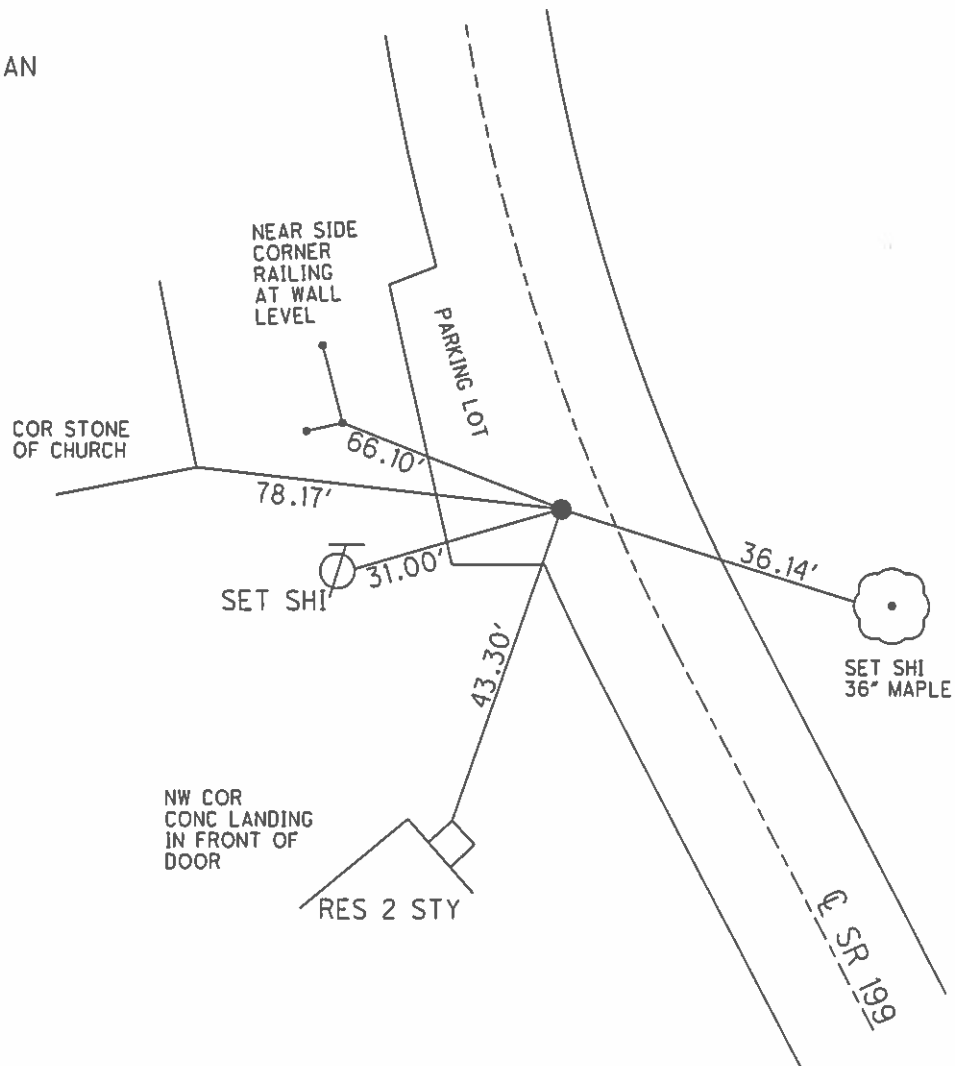 AN
NEAR SIDE
CORNER
RAILING
AT WALL
LEVEL
PARKING LOT
COR STONE
OF CHURCH
66.10'
78.17'
31.00'
SET SHI
36.14'
SET SHI
36" MAPLE
43.30'
NW COR
CONC LANDING
IN FRONT OF
DOOR
RES 2 STY
℄ SR 199